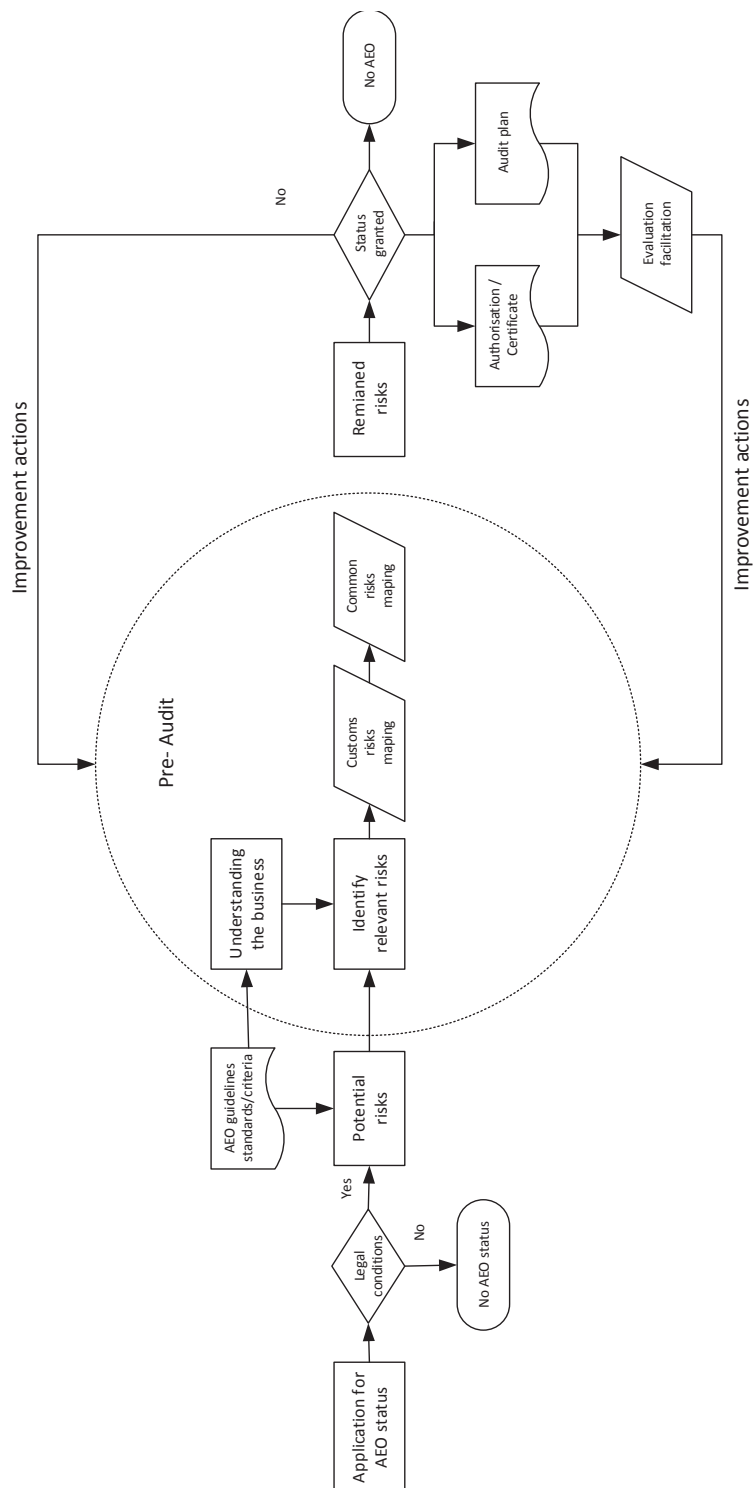 Application for
AEO status
Legal
conditions
Yes
No
No AEO status
AEO guidelines
standards/criteria
Potential
risks
Understanding
the business
Identify
relevant risks
Pre- Audit
Customs
risks
maping
Common
risks
maping
Improvement actions
Remianed
risks
Status
granted
No
No AEO
Authorisation /
Certificate
Audit plan
Evaluation
facilitation
Improvement actions